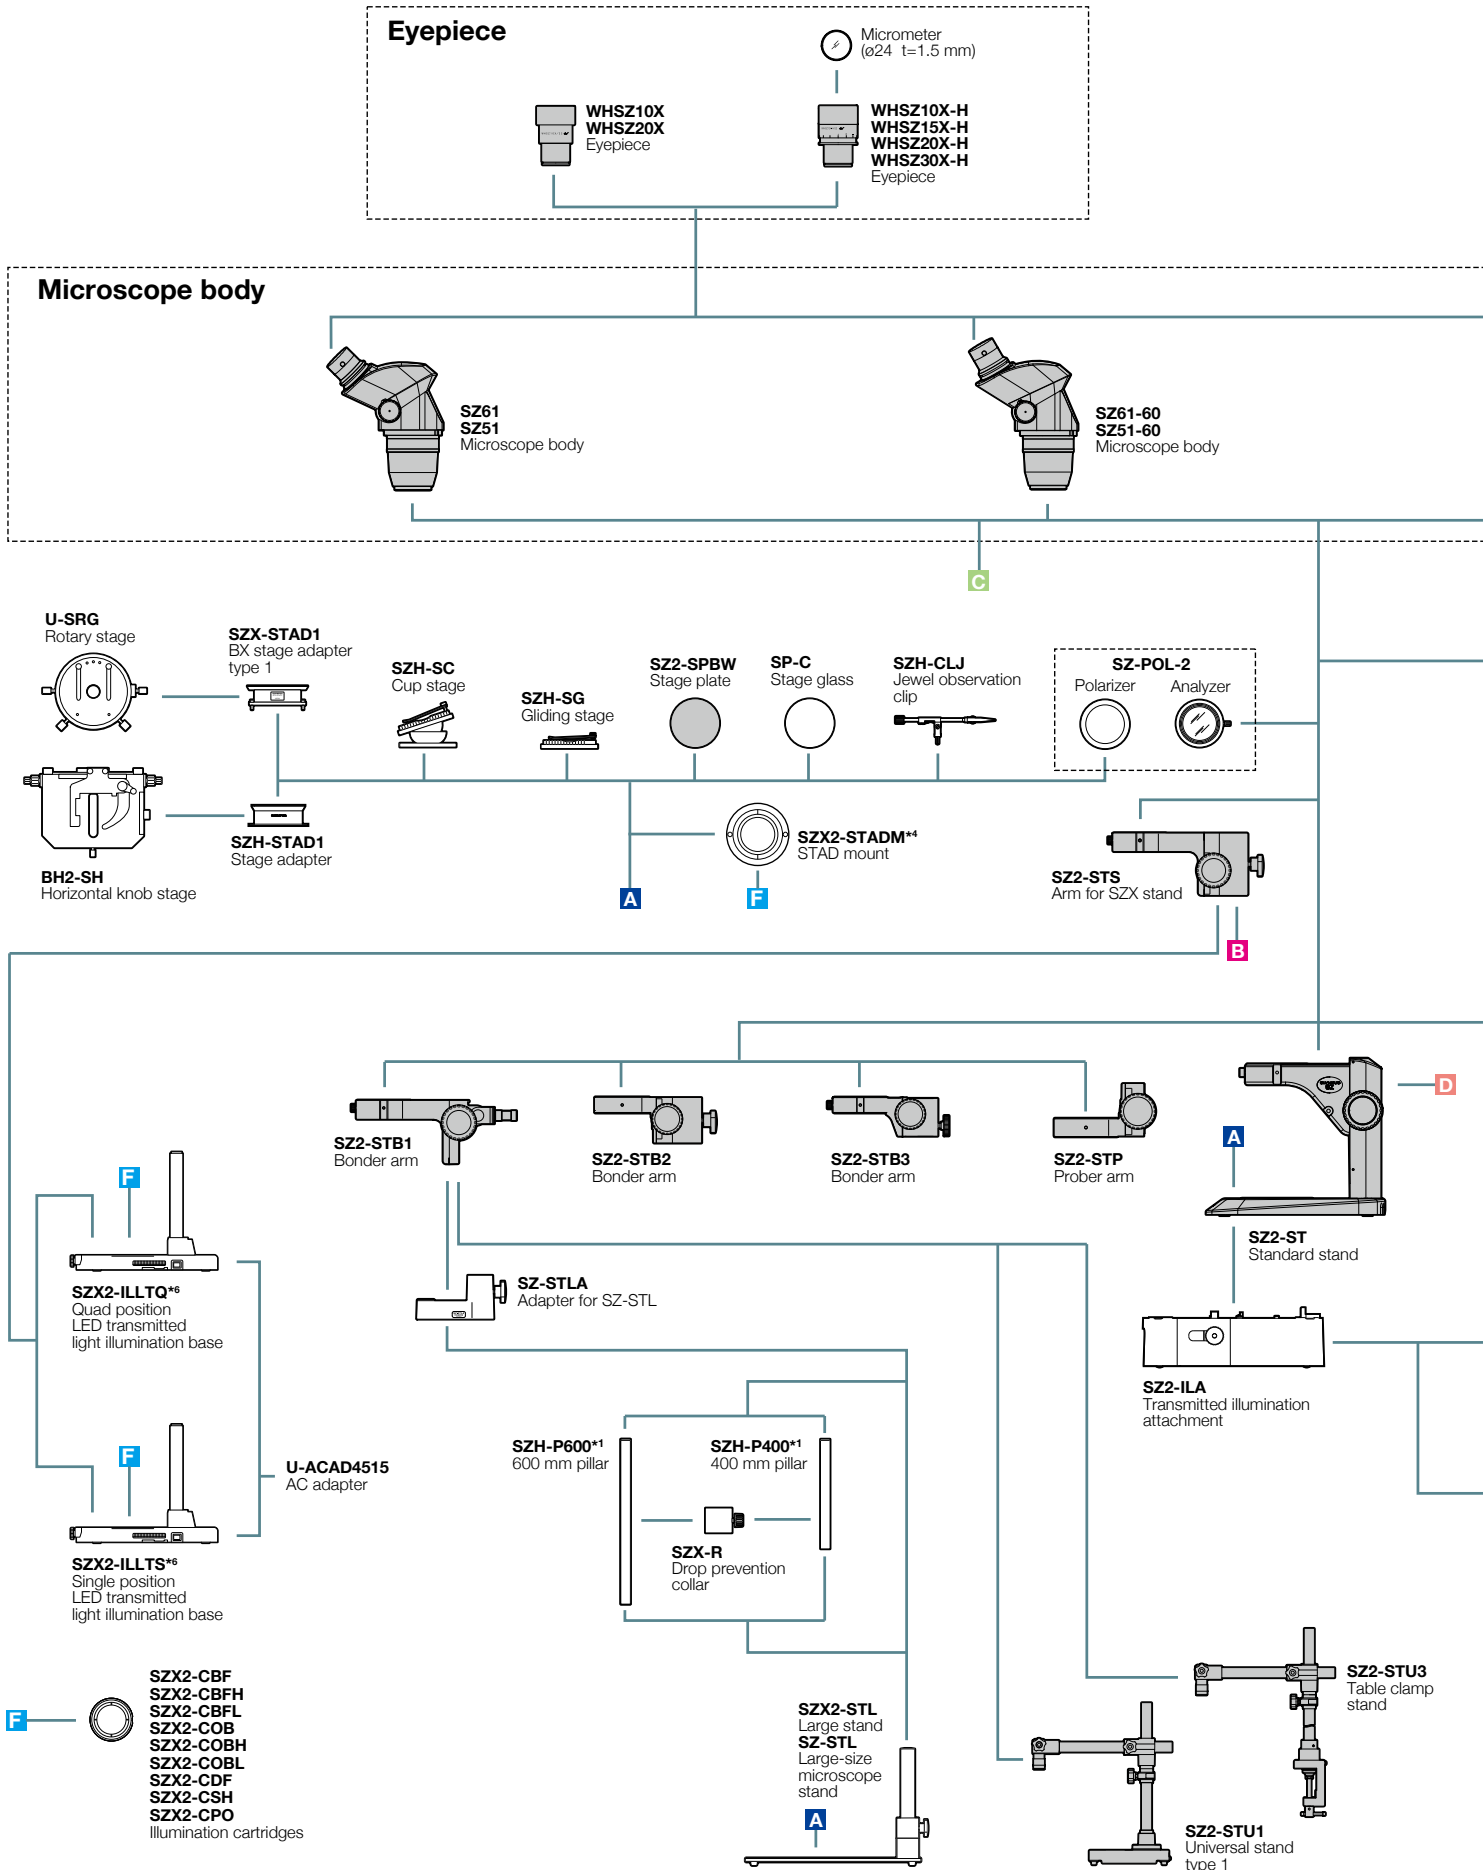 Eyepiece
Micrometer
(ø24 t=1.5 mm)
WHSZ10X
WHSZ20X
Eyepiece
WHSZ10X-H
WHSZ15X-H
WHSZ20X-H
WHSZ30X-H
Eyepiece
Microscope body
SZ61
SZ51
Microscope body
SZ61-60
SZ51-60
Microscope body
C
U-SRG
Rotary stage
SZX-STAD1
BX stage adapter
type 1
SZH-SC
Cup stage
SZH-SG
Gliding stage
SZ2-SPBW
Stage plate
SP-C
Stage glass
SZH-CLJ
Jewel observation
clip
SZ-POL-2
Polarizer
Analyzer
BH2-SH
Horizontal knob stage
SZH-STAD1
Stage adapter
SZX2-STADM*4
STAD mount
A
F
SZ2-STS
Arm for SZX stand
B
SZ2-STB1
Bonder arm
SZ2-STB2
Bonder arm
SZ2-STB3
Bonder arm
SZ2-STP
Prober arm
D
A
SZ2-ST
Standard stand
F
SZX2-ILLTQ*6
Quad position
LED transmitted
light illumination base
SZ-STLA
Adapter for SZ-STL
SZ2-ILA
Transmitted illumination
attachment
F
U-ACAD4515
AC adapter
SZH-P600*1
600 mm pillar
SZH-P400*1
400 mm pillar
SZX-R
Drop prevention
collar
SZX2-ILLTS*6
Single position
LED transmitted
light illumination base
F
SZX2-CBF
SZX2-CBFH
SZX2-CBFL
SZX2-COB
SZX2-COBH
SZX2-COBL
SZX2-CDF
SZX2-CSH
SZX2-CPO
Illumination cartridges
SZX2-STL
Large stand
SZ-STL
Large-size
microscope
stand
A
SZ2-STU3
Table clamp
stand
SZ2-STU1
Universal stand
type 1